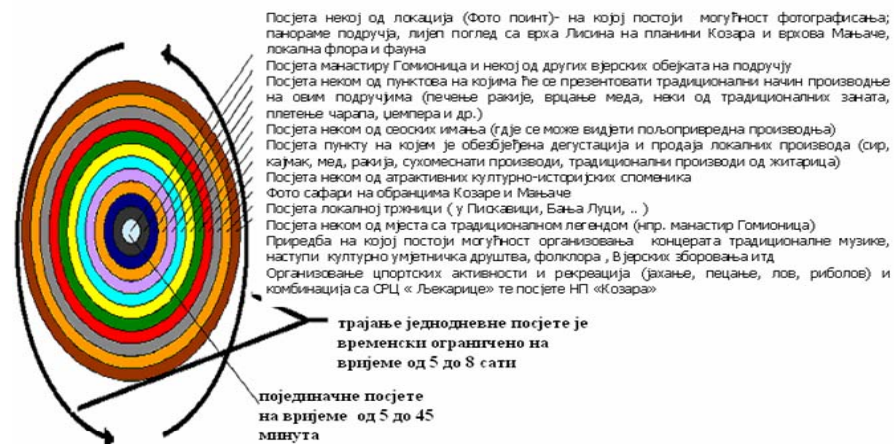 Посјета некој од локација (Фото поинт)- на којој постоји могућност фотографисања;
панораме подручја, лијеп поглед са врха Лисина на планини Козара и врхова Мањаче,
локална флора и фауна
Посјета манастиру Гомионица и некој од других вјерских обејката на подручју
Посјета неком од пунктова на којима ће се презентовати традиционални начин производње
на овим подручјима (печење ракије, врцање меда, неки од традиционалних заната,
плетење чарапа, џемпера и др.)
Посјета неком од сеоских имања (гдје се може видјети пољопривредна производња)
Посјета пункту на којем је обезбјеђена дегустација и продаја локалних производа (сир,
кајмак, мед, ракија, сухомеснати производи, традиционални производи од житарица)
Посјета неком од атрактивних културно-историјских споменика
Фото сафари на обранцима Козаре и Мањаче
Посјета локалној тржници ( у Пискавици, Бања Луци, .. )
Посјета неком од мјеста са традиционалном легендом (нпр. манастир Гомионица)
Приредба на којој постоји могућност организовања концерата традиционалне музике,
наступи културно умјетничка друштва, фолклора , Вјерских зборовања итд
Организовање цпортских активности и рекреација (јахање, пецање, лов, риболов) и
комбинација са СРЦ « Љекарице» те посјете НП «Козара»
трајање једнодневне посјете је
временски ограничено на
вријеме од 5 до 8 сати
појединачне посјете
на вријеме од 5 до 45
минута